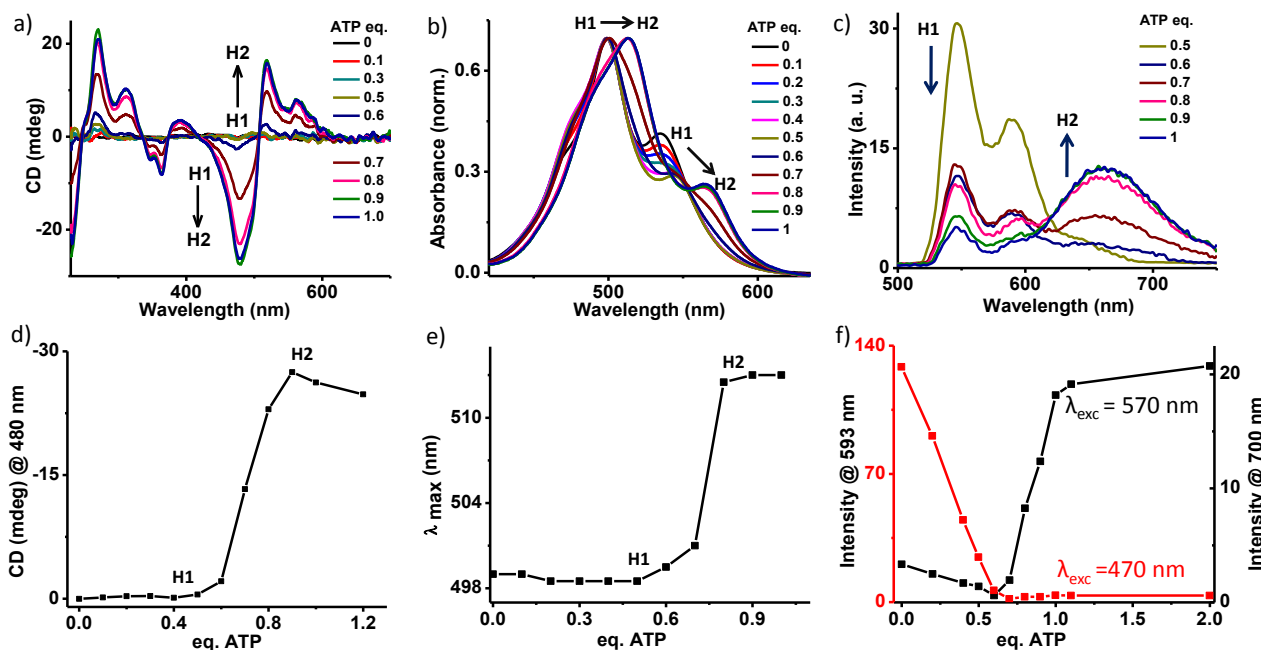 a)
CD (mdeg)
20
0
-20
400
600
Wavelength (nm)
H2
H1
H1
H2
ATP eq.
0
0.1
0.3
0.5
0.6
0.7
0.8
0.9
1.0
b)
Absorbance (norm.)
0.6
0.3
0.0
500
600
Wavelength (nm)
H1
H2
H1
H2
ATP eq.
0
0.1
0.2
0.3
0.4
0.5
0.6
0.7
0.8
0.9
1
c)
Intensity (a. u.)
30
15
0
500
600
700
Wavelength (nm)
H1
H2
ATP eq.
0.5
0.6
0.7
0.8
0.9
1
d)
CD (mdeg) @ 480 nm
-30
-15
0
0.0
0.4
0.8
1.2
eq. ATP
H1
H2
e)
λ max (nm)
510
504
498
0.0
0.3
0.6
0.9
eq. ATP
H1
H2
f)
Intensity @ 593 nm
140
70
0
0.0
0.5
1.0
1.5
2.0
eq. ATP
λexc = 570 nm
λexc =470 nm
20
10
0
Intensity @ 700 nm